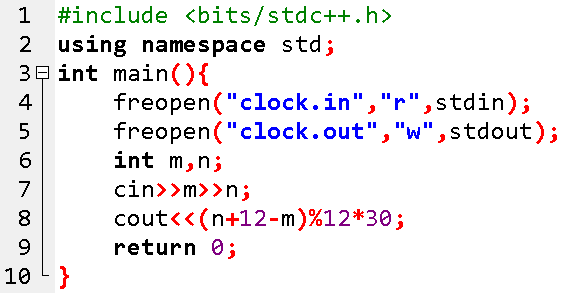 1 #include <bits/stdc++.h>
2 using namespace std;
3 int main(){
4 freopen("clock.in","r",stdin);
5 freopen("clock.out","w",stdout);
6 int m,n;
7 cin>>m>>n;
8 cout<<(n+12-m)%12*30;
9 return 0;
10 }